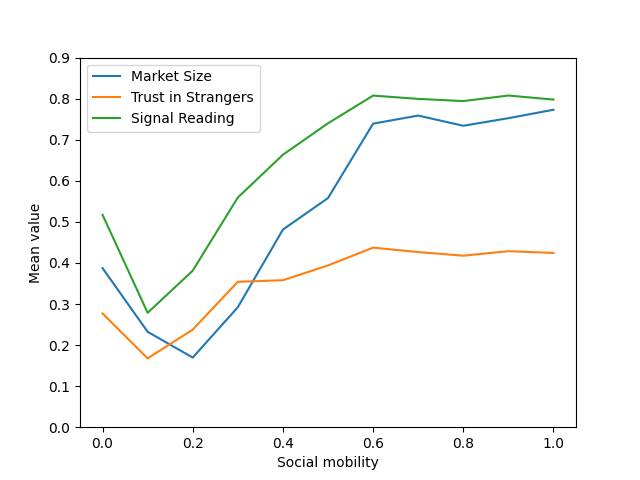 Market Size
Trust in Strangers
Signal Reading
Mean value
0.9
0.8
0.7
0.6
0.5
0.4
0.3
0.2
0.1
0.0
0.0 0.2 0.4 0.6 0.8 1.0
Social mobility